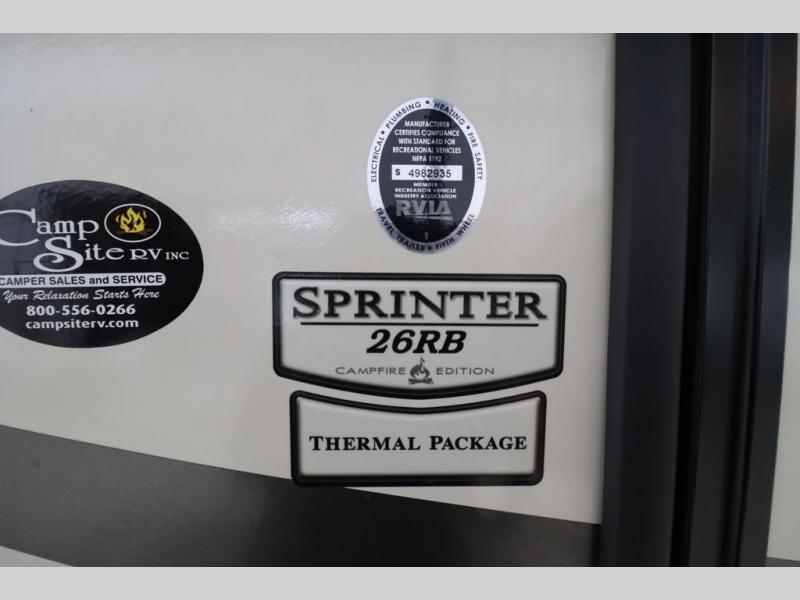 ELECTRICAL • PLUMBING • HEATING • FIRE SAFETY
MANUFACTURER
CERTIFIES COMPLIANCE
WITH STANDARD FOR
RECREATIONAL VEHICLES
NFPA 1192
S 4982935
MEMBER
RECREATION VEHICLE
INDUSTRY ASSOCIATION
RVIA
TRAVEL TRAILER • FIFTH WHEEL
Camp
Site RV INC
CAMPER SALES and SERVICE
Your Relaxation Starts Here
800-556-0266
campsiterv.com
SPRINTER
26RB
CAMPFIRE EDITION
THERMAL PACKAGE